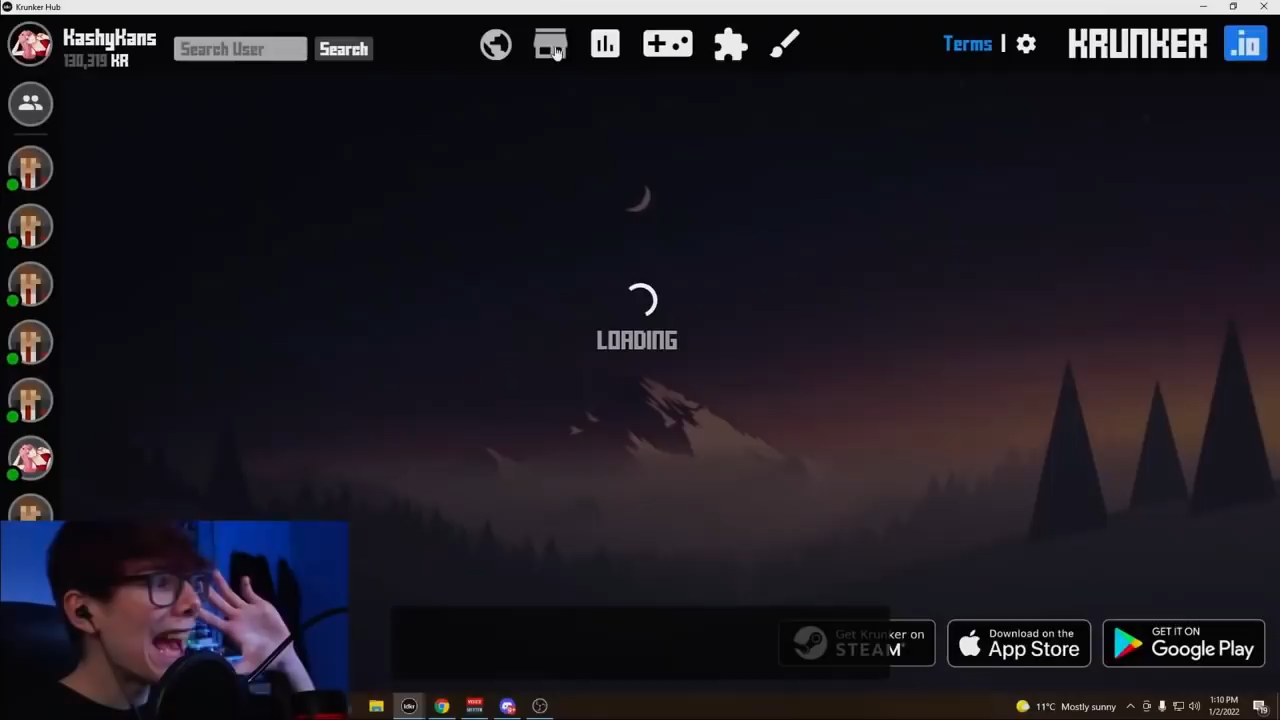 Krunker Hub
KashyKans
130,319 KR
Search User
Search
Terms
KRUNKER
.io
LOADING
Get Krunker on
STEAM
Download on the
App Store
GET IT ON
Google Play
11°C Mostly sunny
1:10 PM
1/2/2022